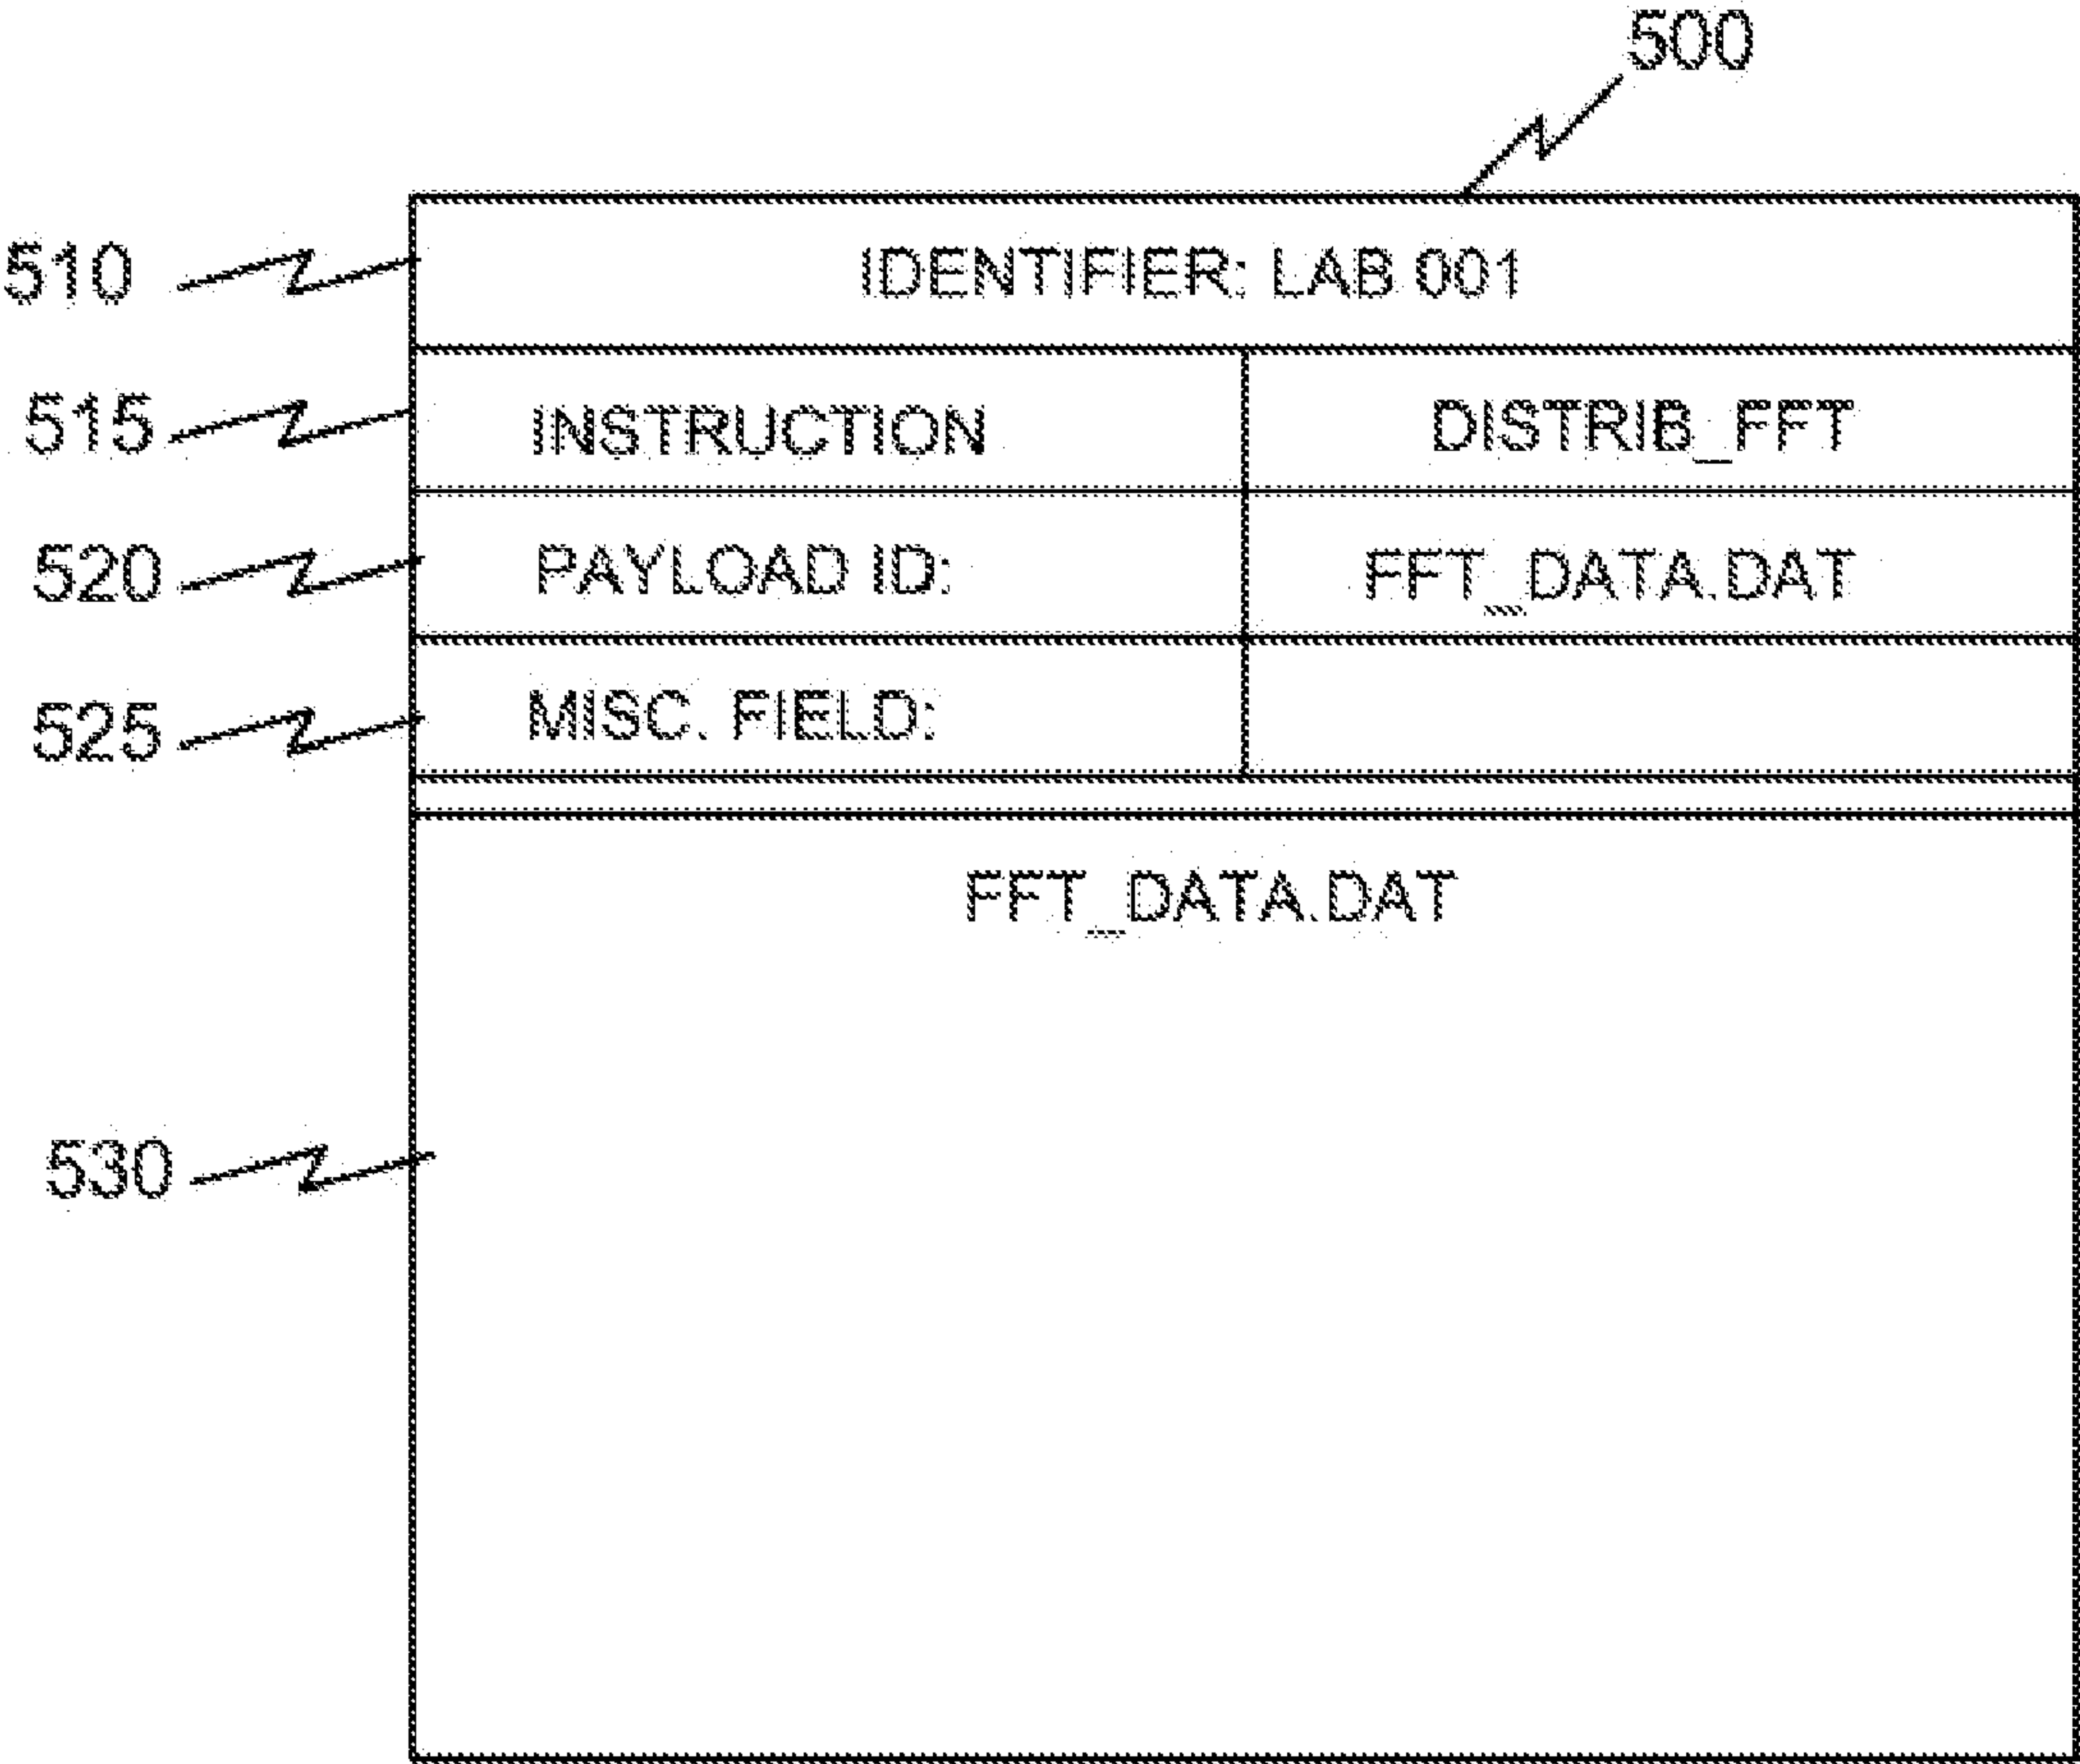 500
510 IDENTIFIER: LAB 001
515 INSTRUCTION DISTRIB_FFT
520 PAYLOAD ID: FFT_DATA.DAT
525 MISC. FIELD:
FFT_DATA.DAT
530